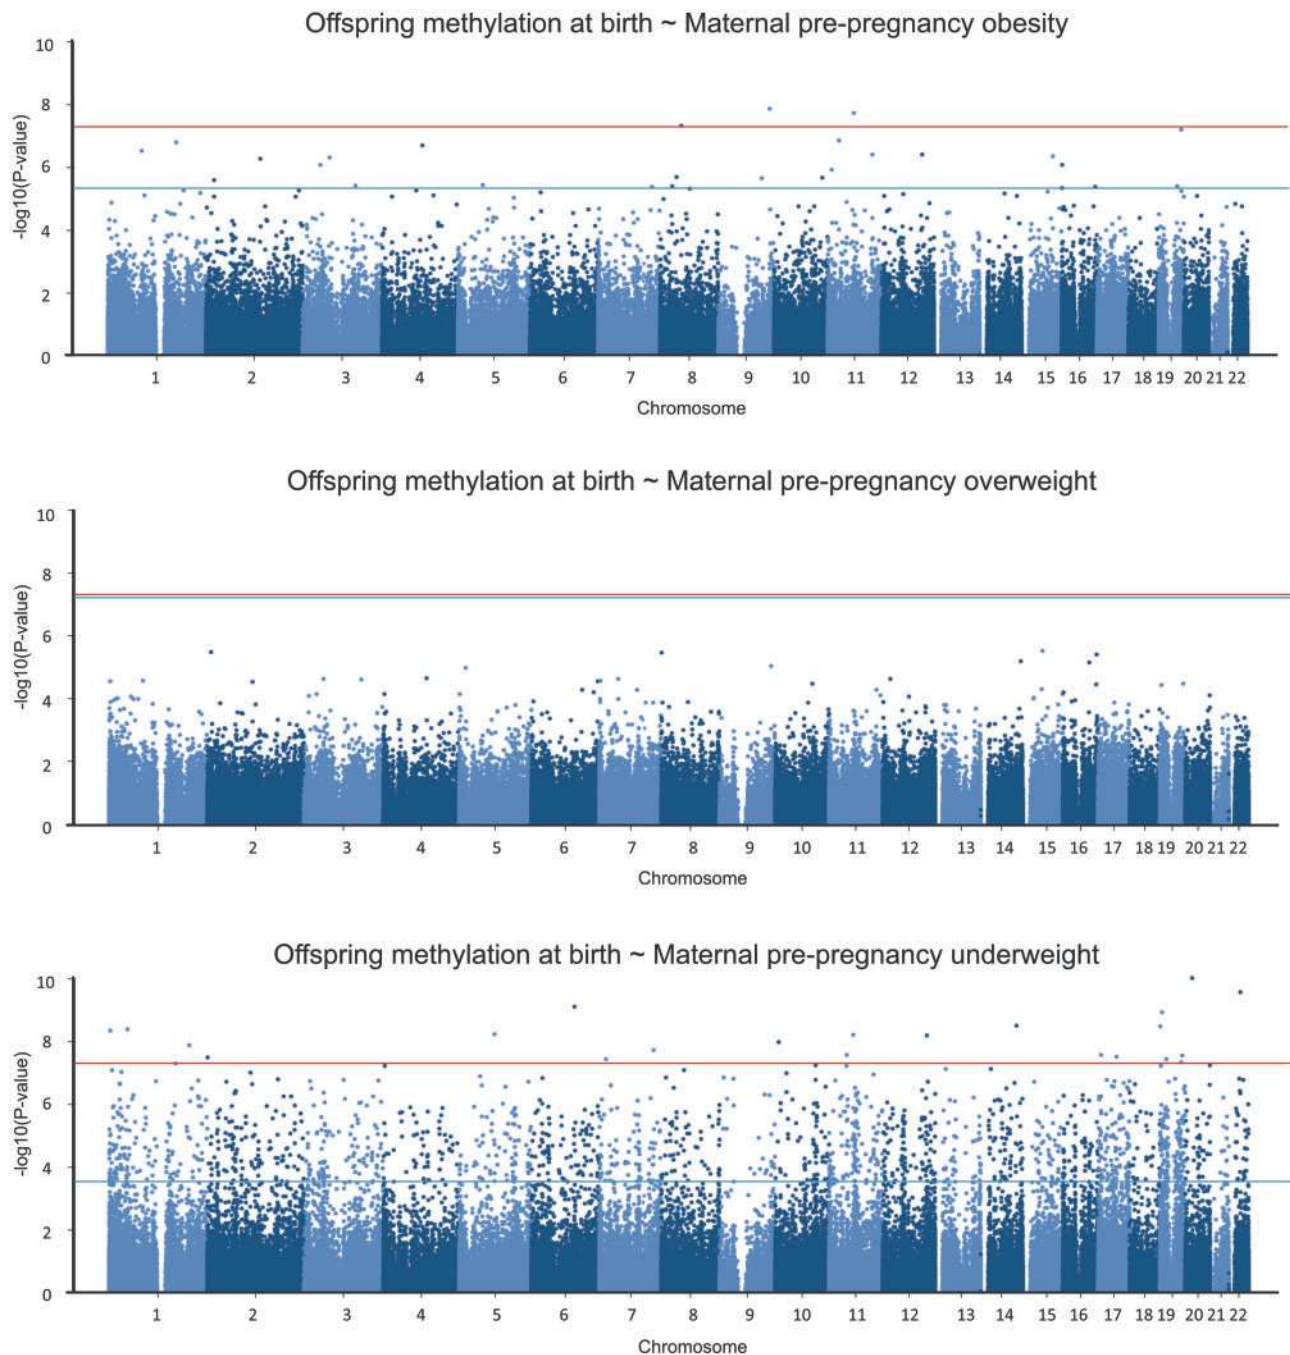 Offspring methylation at birth ~ Maternal pre-pregnancy obesity
10
8
6
4
2
0
-log10(P-value)
1 2 3 4 5 6 7 8 9 10 11 12 13 14 15 16 17 18 19 20 21 22
Chromosome
Offspring methylation at birth ~ Maternal pre-pregnancy overweight
10
8
6
4
2
0
-log10(P-value)
1 2 3 4 5 6 7 8 9 10 11 12 13 14 15 16 17 18 19 20 21 22
Chromosome
Offspring methylation at birth ~ Maternal pre-pregnancy underweight
10
8
6
4
2
0
-log10(P-value)
1 2 3 4 5 6 7 8 9 10 11 12 13 14 15 16 17 18 19 20 21 22
Chromosome